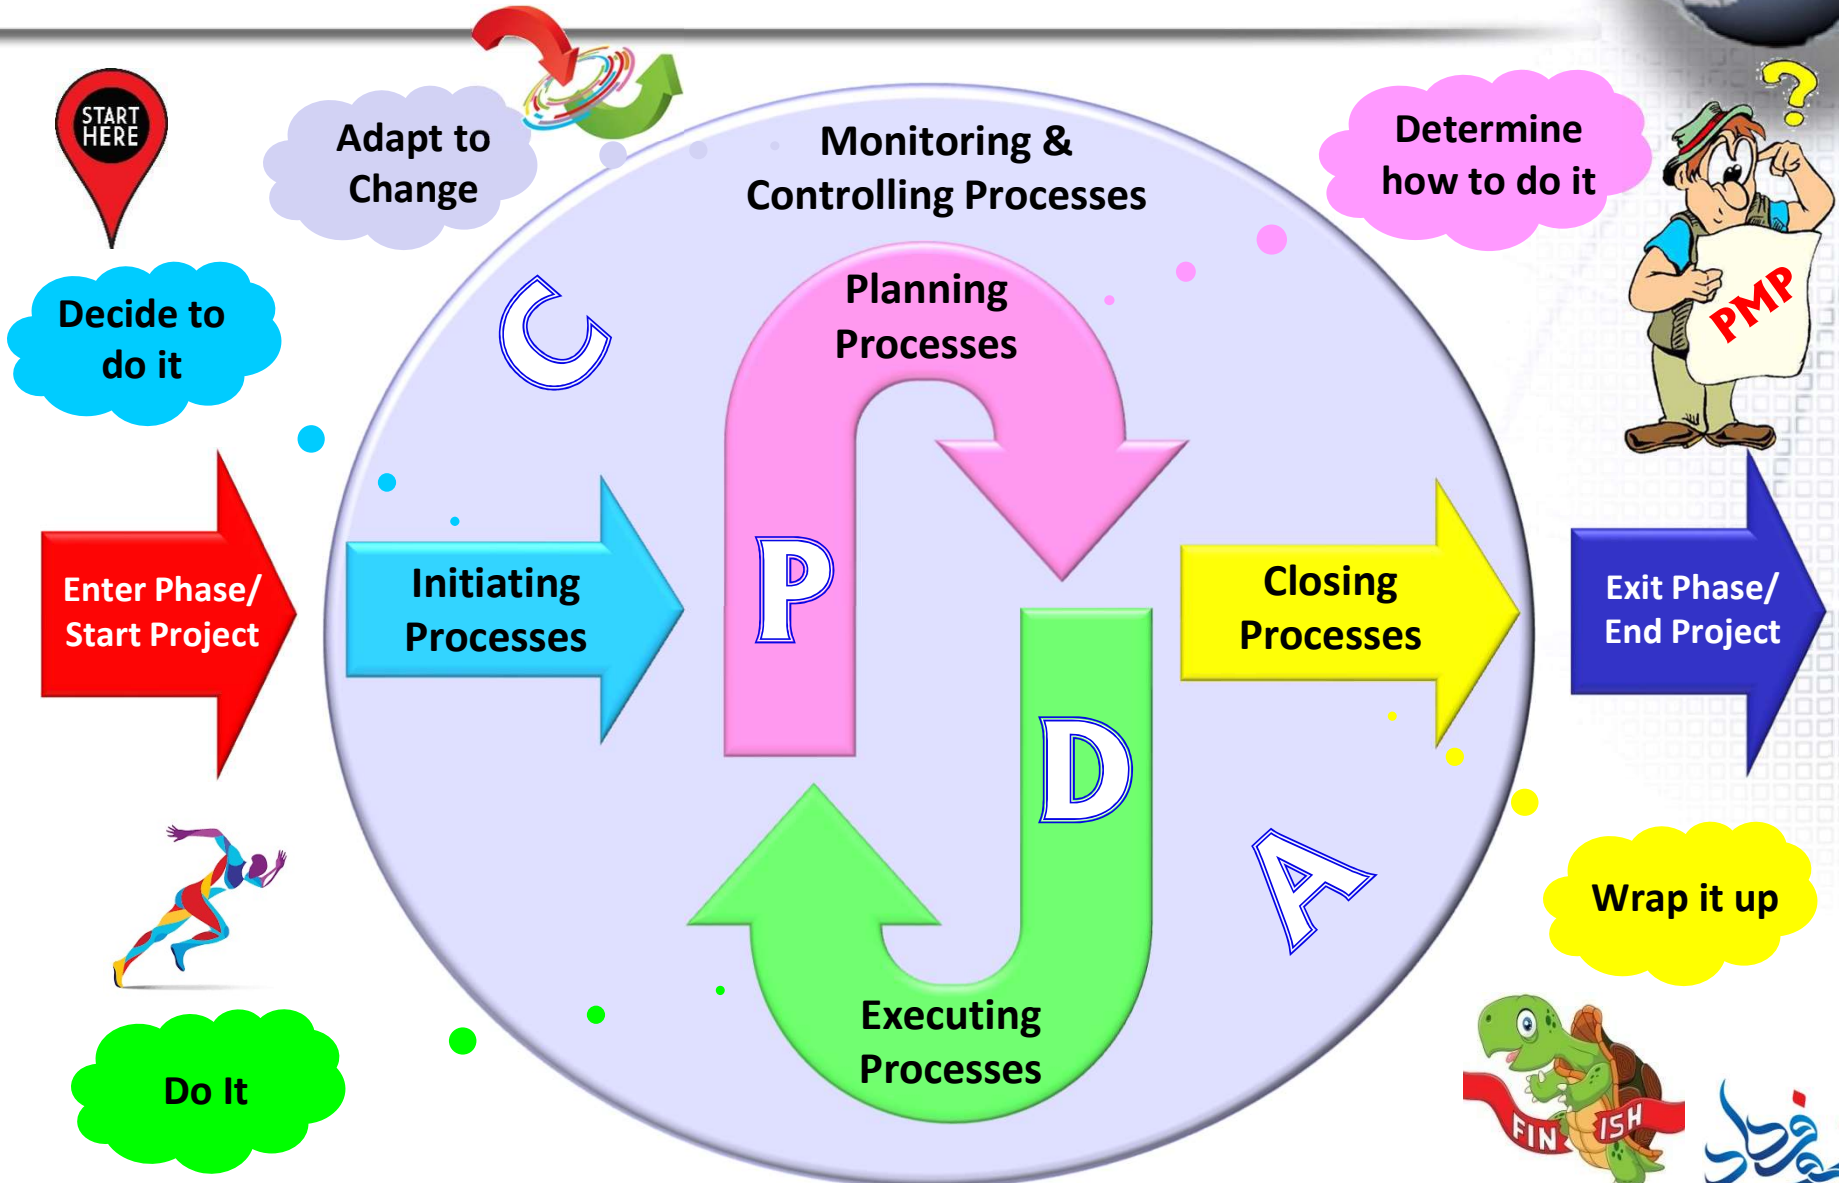 START
HERE
Adapt to
Change
Monitoring &
Controlling Processes
Determine
how to do it
PMP
Decide to
do it
C
Planning
Processes
Enter Phase/
Start Project
Initiating
Processes
P
D
Closing
Processes
Exit Phase/
End Project
A
Wrap it up
Executing
Processes
Do It
FIN
ISH